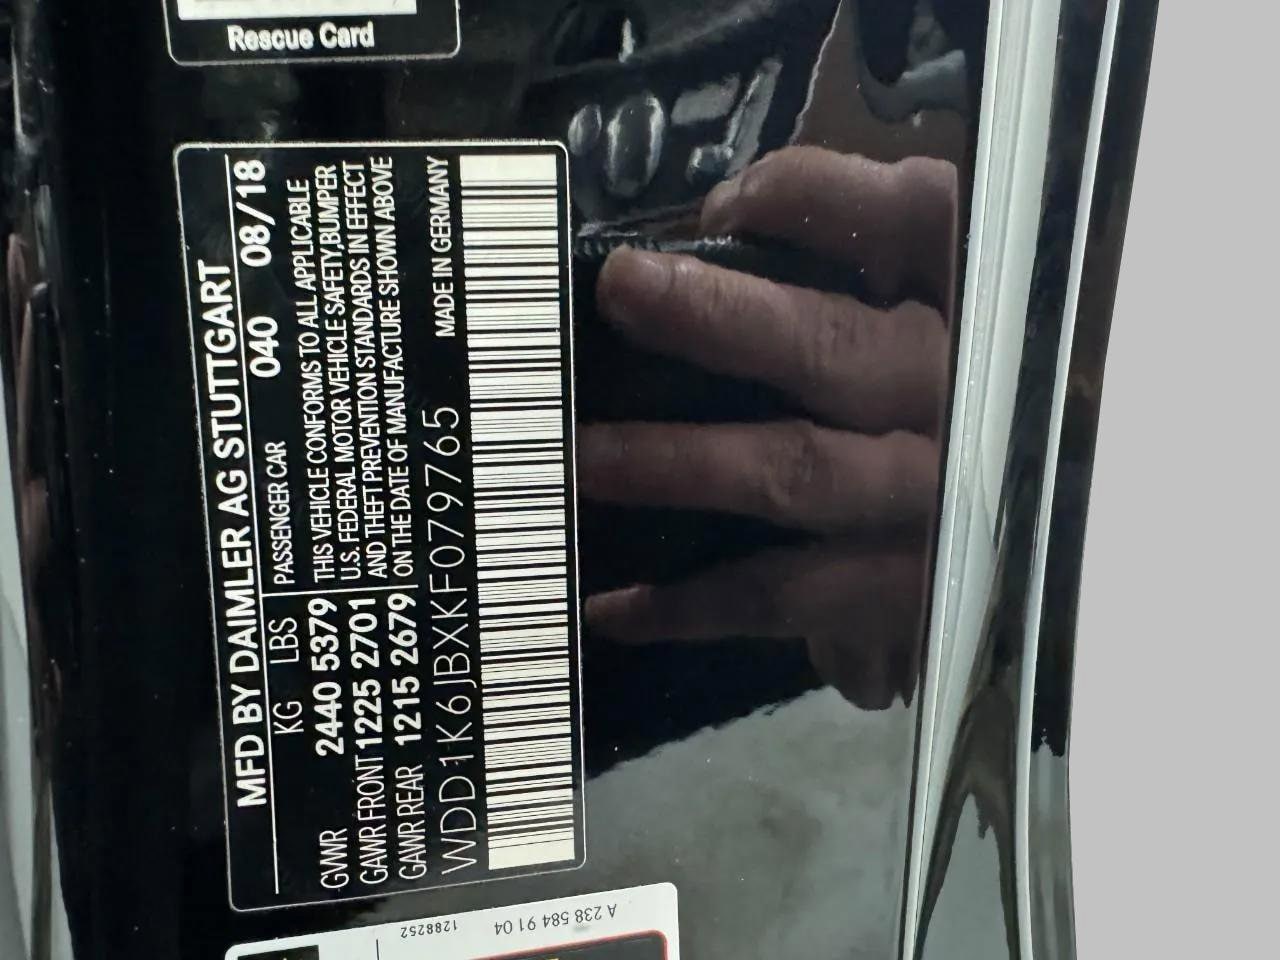 Rescue Card
MFD BY DAIMLER AG STUTTGART
KG LBS PASSENGER CAR 040 08/18
GVWR 2440 5379 THIS VEHICLE CONFORMS TO ALL APPLICABLE
U.S. FEDERAL MOTOR VEHICLE SAFETY,BUMPER
GAWR FRONT 1225 2701 AND THEFT PREVENTION STANDARDS IN EFFECT
GAWR REAR 1215 2679 ON THE DATE OF MANUFACTURE SHOWN ABOVE
WDD1K6JBXKF079765 MADE IN GERMANY
A 238 584 91 04
1288252